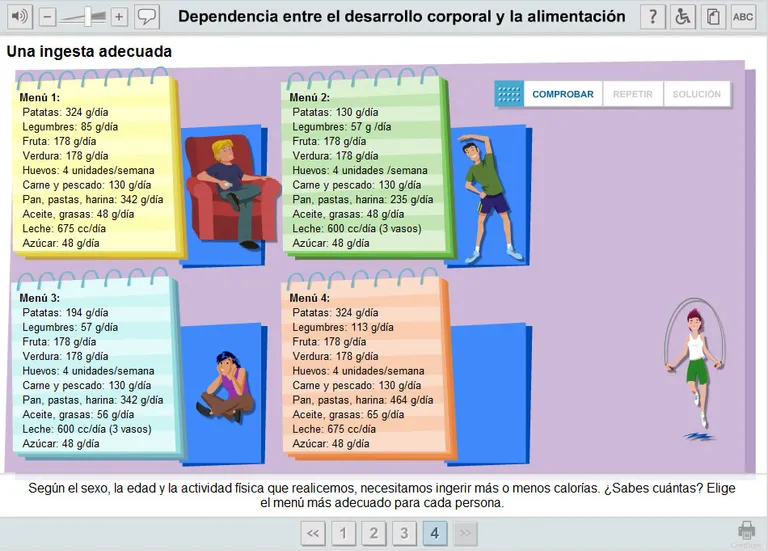 Dependencia entre el desarrollo corporal y la alimentación
?
ABC
Una ingesta adecuada
COMPROBAR
REPETIR
SOLUCIÓN
Menú 1:
Patatas: 324 g/día
Legumbres: 85 g/día
Fruta: 178 g/día
Verdura: 178 g/día
Huevos: 4 unidades/semana
Carne y pescado: 130 g/día
Pan, pastas, harina: 342 g/día
Aceite, grasas: 48 g/día
Leche: 675 cc/día
Azúcar: 48 g/día
Menú 2:
Patatas: 130 g/día
Legumbres: 57 g /día
Fruta: 178 g/día
Verdura: 178 g/día
Huevos: 4 unidades /semana
Carne y pescado: 130 g/día
Pan, pastas, harina: 235 g/día
Aceite, grasas: 48 g/día
Leche: 600 cc/día (3 vasos)
Azúcar: 48 g/día
Menú 3:
Patatas: 194 g/día
Legumbres: 57 g/día
Fruta: 178 g/día
Verdura: 178 g/día
Huevos: 4 unidades/semana
Carne y pescado: 130 g/día
Pan, pastas, harina: 342 g/día
Aceite, grasas: 56 g/día
Leche: 600 cc/día (3 vasos)
Azúcar: 48 g/día
Menú 4:
Patatas: 324 g/día
Legumbres: 113 g/día
Fruta: 178 g/día
Verdura: 178 g/día
Huevos: 4 unidades/semana
Carne y pescado: 130 g/día
Pan, pastas, harina: 464 g/día
Aceite, grasas: 65 g/día
Leche: 675 cc/día
Azúcar: 48 g/día
Según el sexo, la edad y la actividad física que realicemos, necesitamos ingerir más o menos calorías. ¿Sabes cuántas? Elige
el menú más adecuado para cada persona.
<< 1 2 3 4 >>